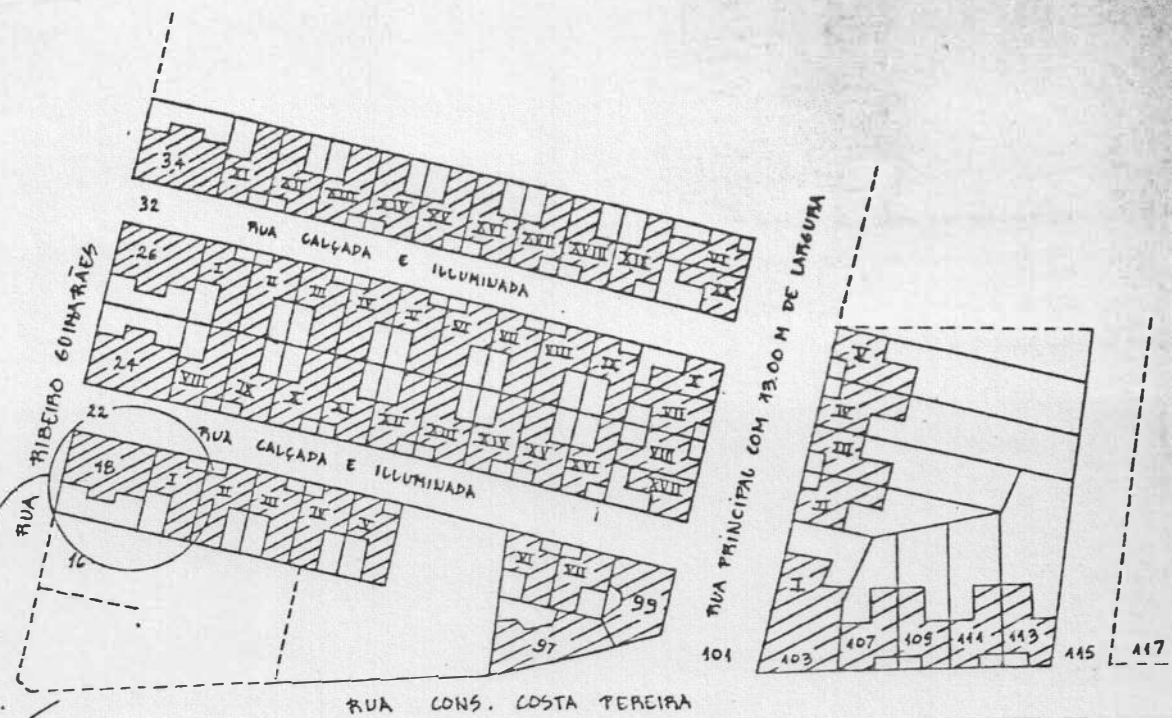 34
XI
XII
XIII
XIV
XV
XVI
XVII
XVIII
XIX
VI
XX
32
RUA CALÇADA E ILLUMINADA
26
I
II
III
IV
V
VI
VII
VIII
IX
X
24
VIII
IX
X
XI
XII
XIII
XIV
XV
XVI
VII
VIII
XVII
22
RUA CALÇADA E ILLUMINADA
RUA RIBEIRO GUIMARÃES
18
I
II
III
IV
V
16
VI
VII
99
97
101
RUA PRINCIPAL COM 13.00 M DE LARGURA
V
IV
III
II
I
103
107
109
111
113
115
117
RUA CONS. COSTA PEREIRA